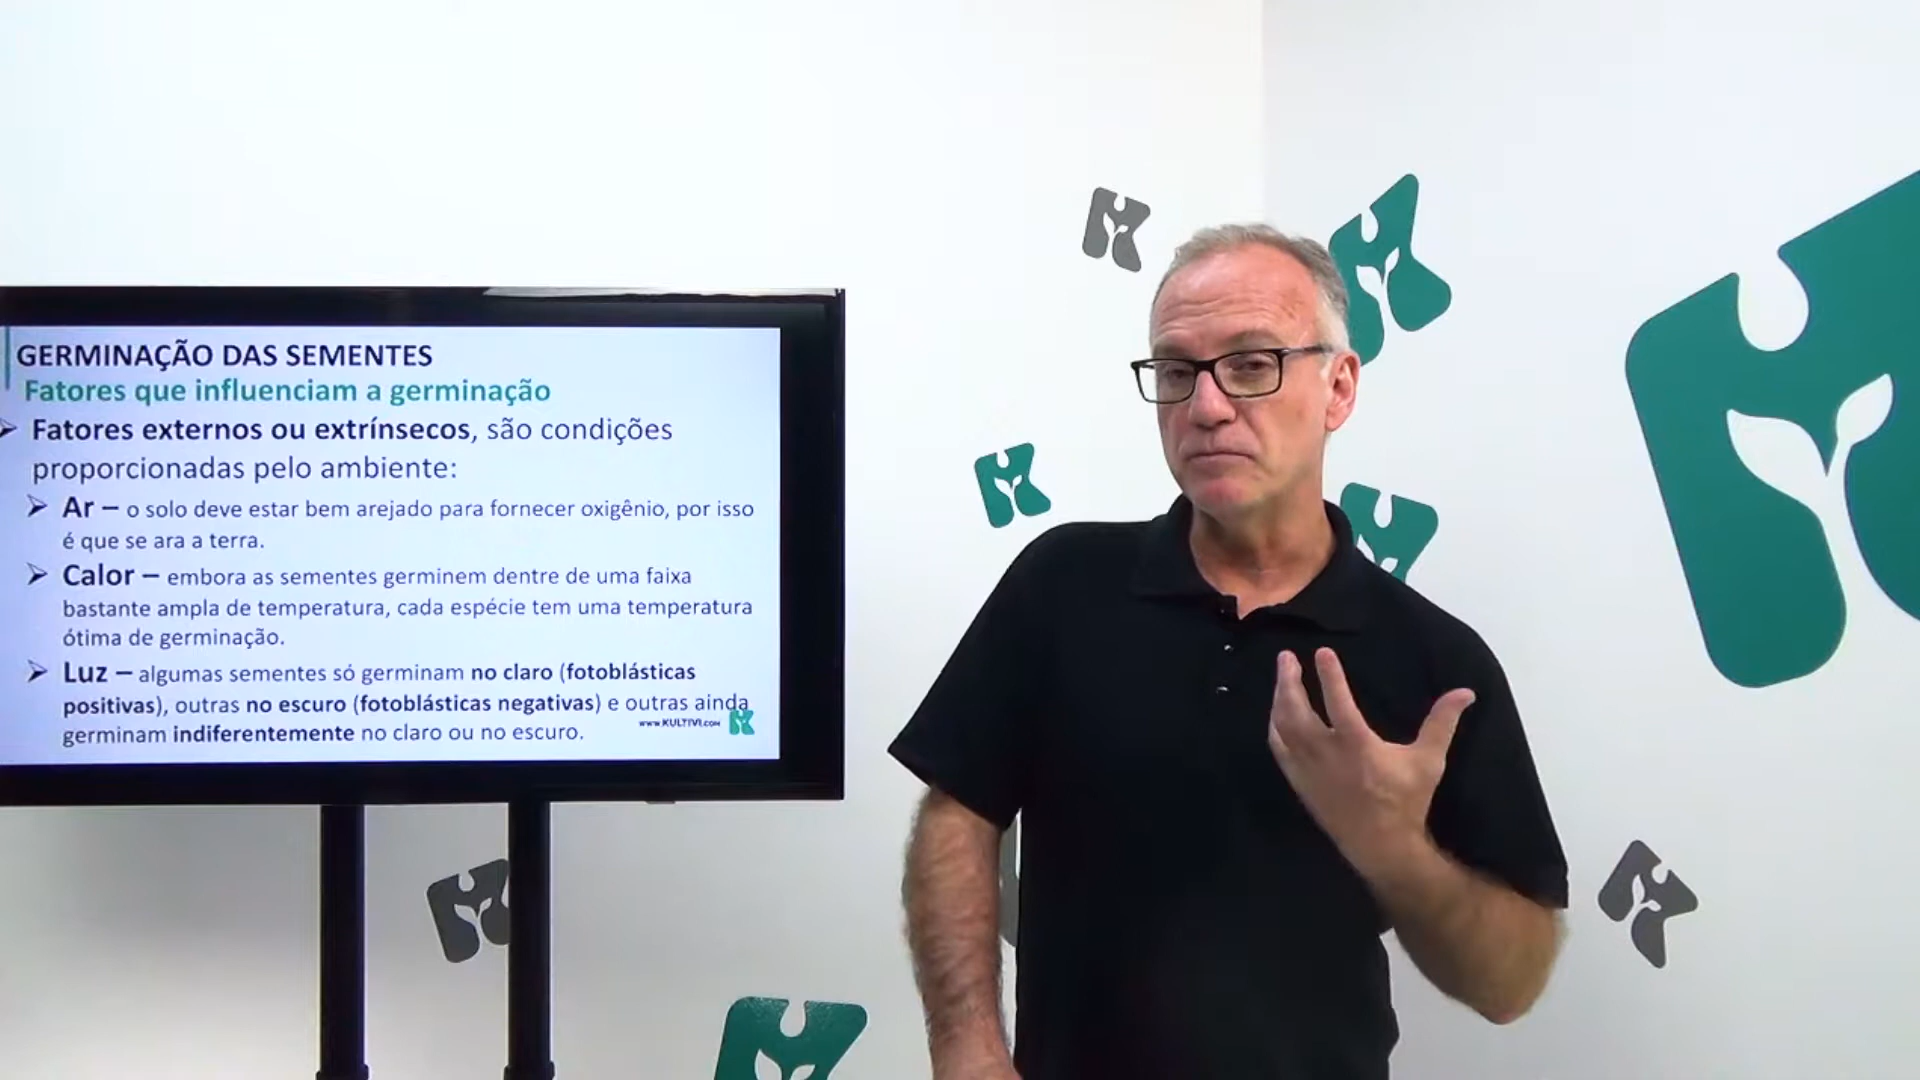 GERMINAÇÃO DAS SEMENTES
Fatores que influenciam a germinação
Fatores externos ou extrínsecos, são condições
proporcionadas pelo ambiente:
Ar – o solo deve estar bem arejado para fornecer oxigênio, por isso
é que se ara a terra.
Calor – embora as sementes germinem dentre de uma faixa
bastante ampla de temperatura, cada espécie tem uma temperatura
ótima de germinação.
Luz – algumas sementes só germinam no claro (fotoblásticas
positivas), outras no escuro (fotoblásticas negativas) e outras ainda
germinam indiferentemente no claro ou no escuro.
www.KULTIVI.com